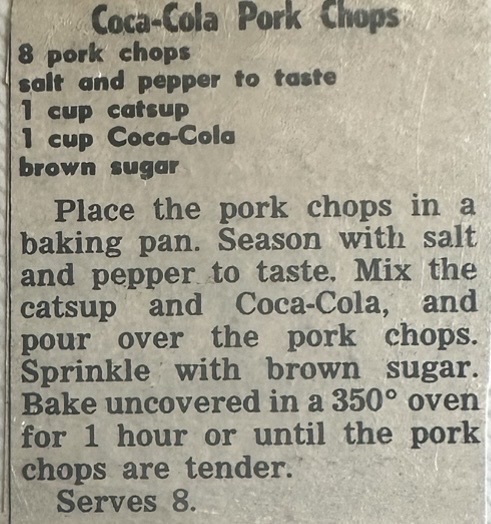 Coca-Cola Pork Chops
8 pork chops
salt and pepper to taste
1 cup catsup
1 cup Coca-Cola
brown sugar
Place the pork chops in a
baking pan. Season with salt
and pepper to taste. Mix the
catsup and Coca-Cola, and
pour over the pork chops.
Sprinkle with brown sugar.
Bake uncovered in a 350° oven
for 1 hour or until the pork
chops are tender.
Serves 8.